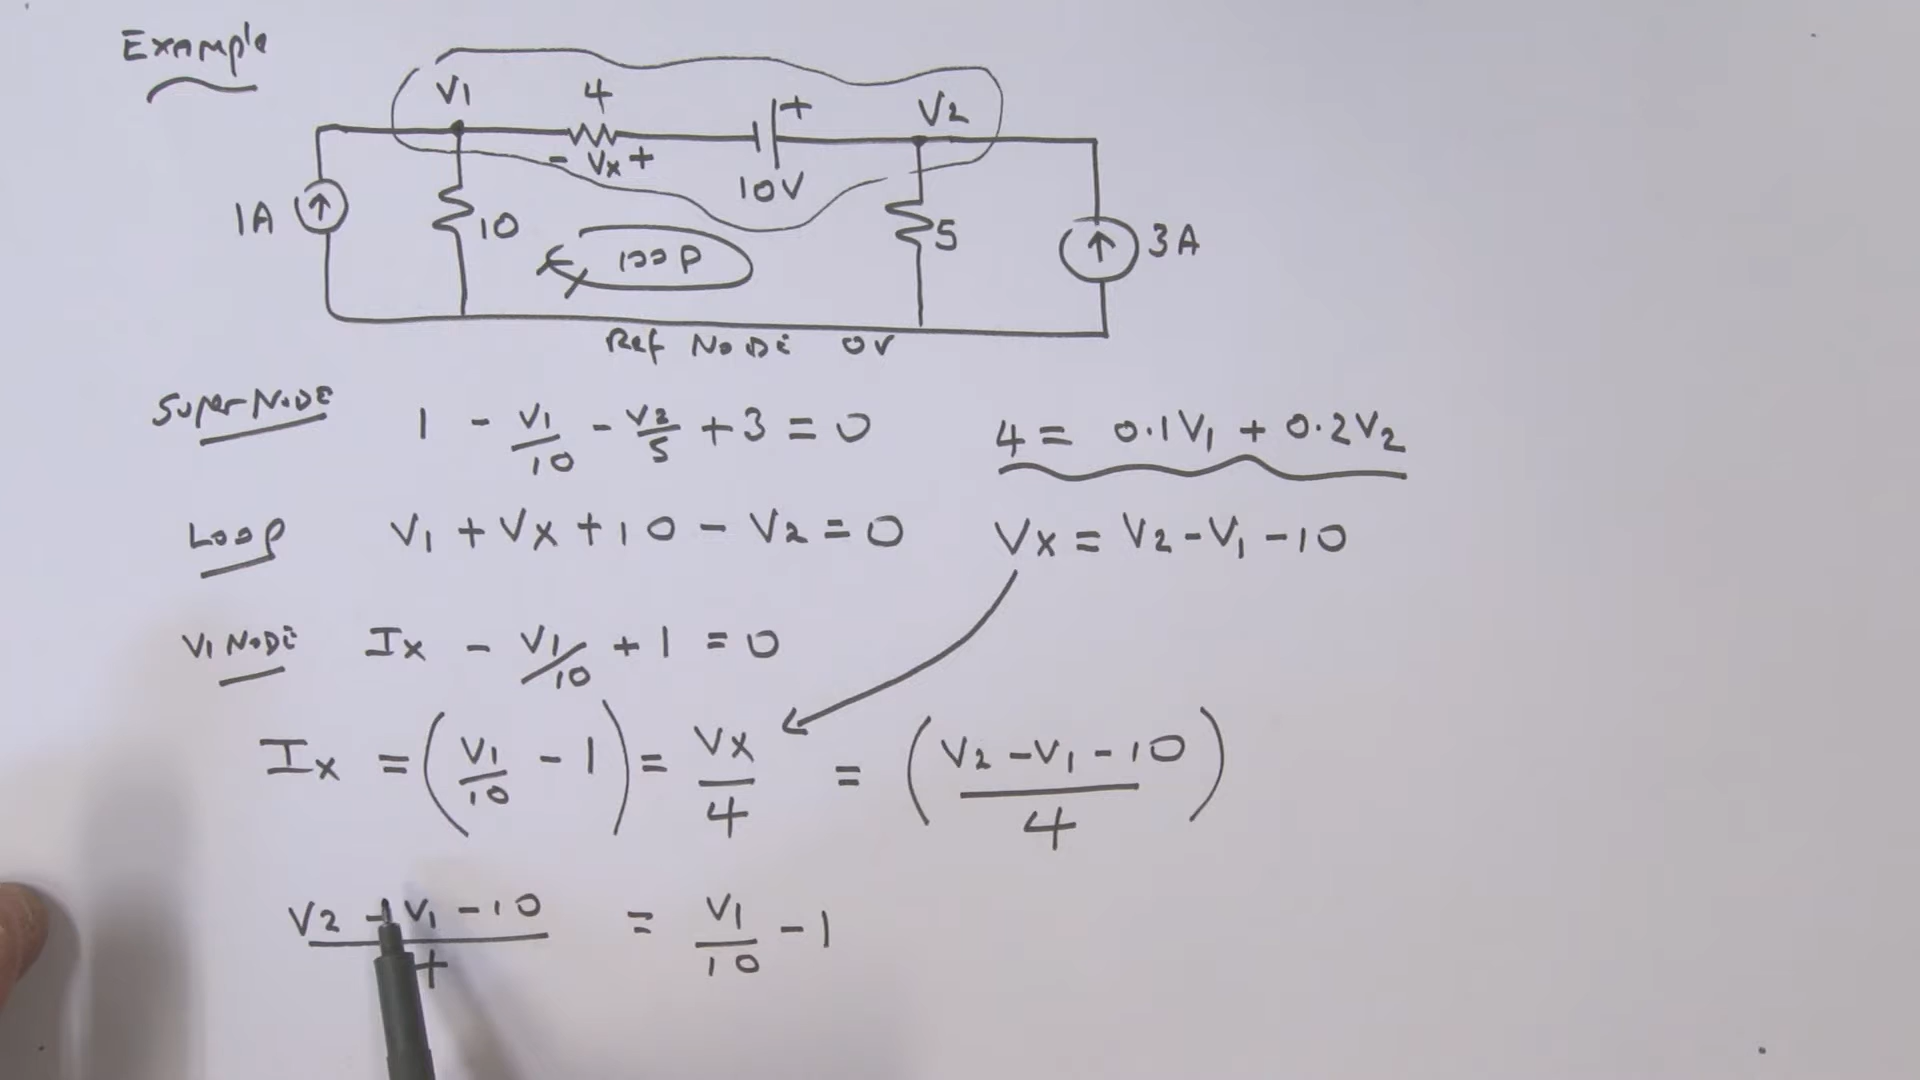 Example
V1 4 + V2
- Vx +
10V
1A 10 5 3A
LOOP
Ref Node 0V
SuperNode 1 - V1/10 - V2/5 + 3 = 0 4 = 0.1V1 + 0.2V2
Loop V1 + Vx + 10 - V2 = 0 Vx = V2 - V1 - 10
V1 Node Ix - V1/10 + 1 = 0
Ix = (V1/10 - 1) = Vx/4 = (V2 - V1 - 10 / 4)
V2 - V1 - 10 / 4 = V1/10 - 1